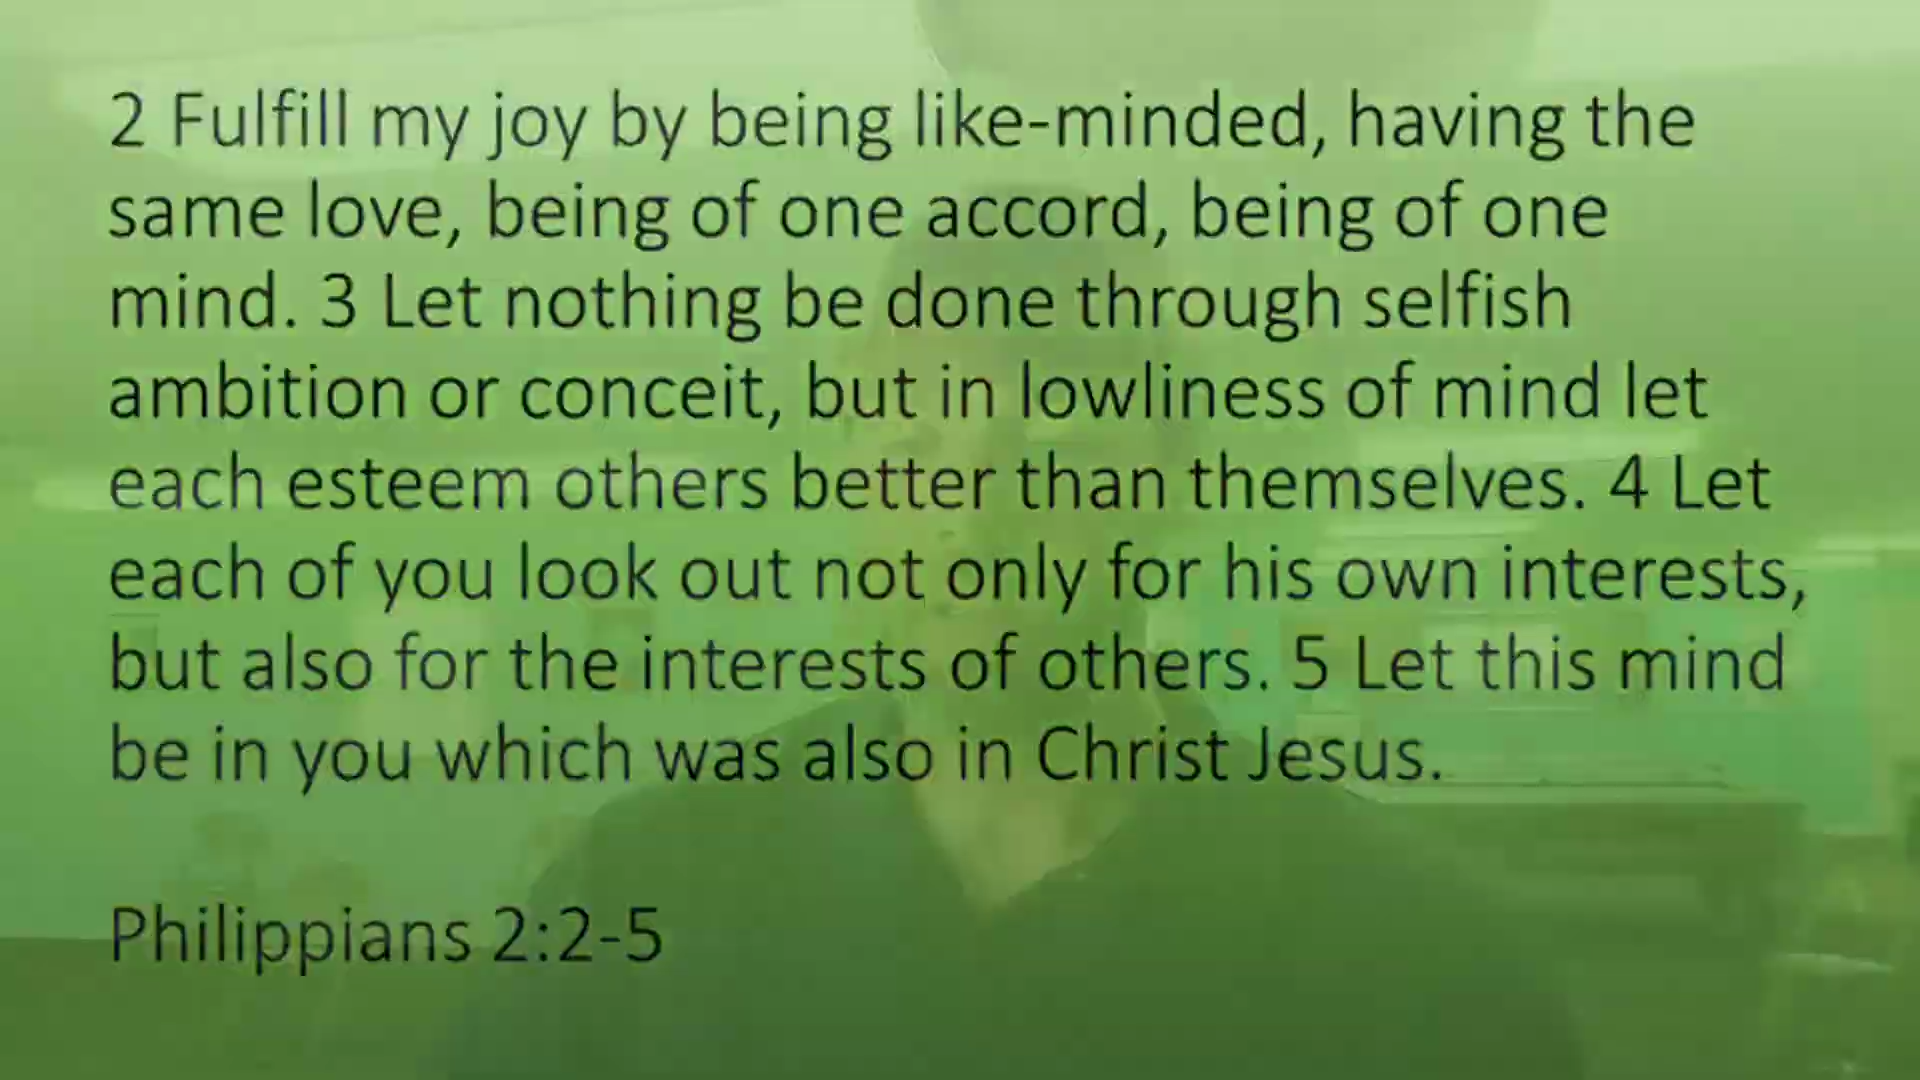 2 Fulfill my joy by being like-minded, having the
same love, being of one accord, being of one
mind. 3 Let nothing be done through selfish
ambition or conceit, but in lowliness of mind let
each esteem others better than themselves. 4 Let
each of you look out not only for his own interests,
but also for the interests of others. 5 Let this mind
be in you which was also in Christ Jesus.
Philippians 2:2-5